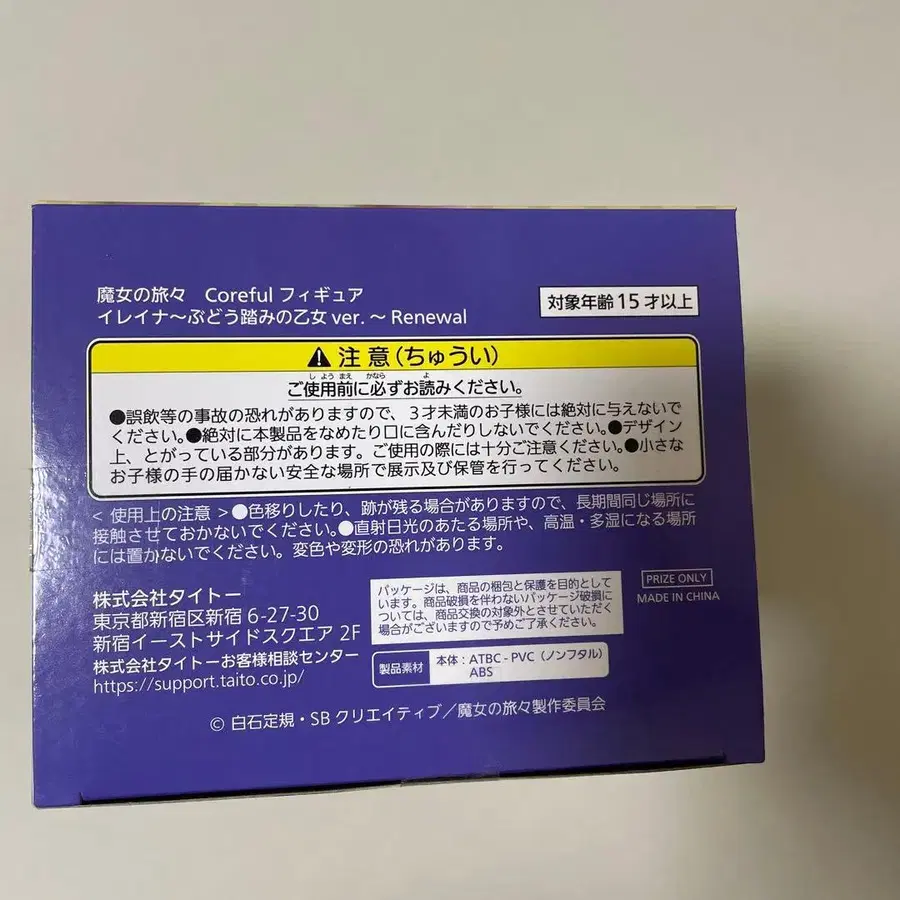 魔女の旅々 Coreful フィギュア
イレイナ～ぶどう踏みの乙女 ver. ～ Renewal
対象年齢 15 才以上
⚠ 注意(ちゅうい)
し よう まえ かなら よ
ご使用前に必ずお読みください。
●誤飲等の事故の恐れがありますので、3才未満のお子様には絶対に与えないで
ください。●絶対に本製品をなめたり口に含んだりしないでください。●デザイン
上、とがっている部分があります。ご使用の際には十分ご注意ください。●小さな
お子様の手の届かない安全な場所で展示及び保管を行ってください。
< 使用上の注意 >●色移りしたり、跡が残る場合がありますので、長期間同じ場所に
接触させておかないでください。●直射日光のあたる場所や、高温・多湿になる場所
には置かないでください。変色や変形の恐れがあります。
株式会社タイトー
東京都新宿区新宿 6-27-30
新宿イーストサイドスクエア 2F
株式会社タイトーお客様相談センター
https://support.taito.co.jp/
パッケージは、商品の梱包と保護を目的として
います。商品破損を伴わないパッケージ破損に
ついては、商品交換の対象外とさせていただく
場合がございますので予めご了承ください。
PRIZE ONLY
MADE IN CHINA
製品素材
本体:ATBC-PVC(ノンフタル)
ABS
© 白石定規・SB クリエイティブ／魔女の旅々製作委員会